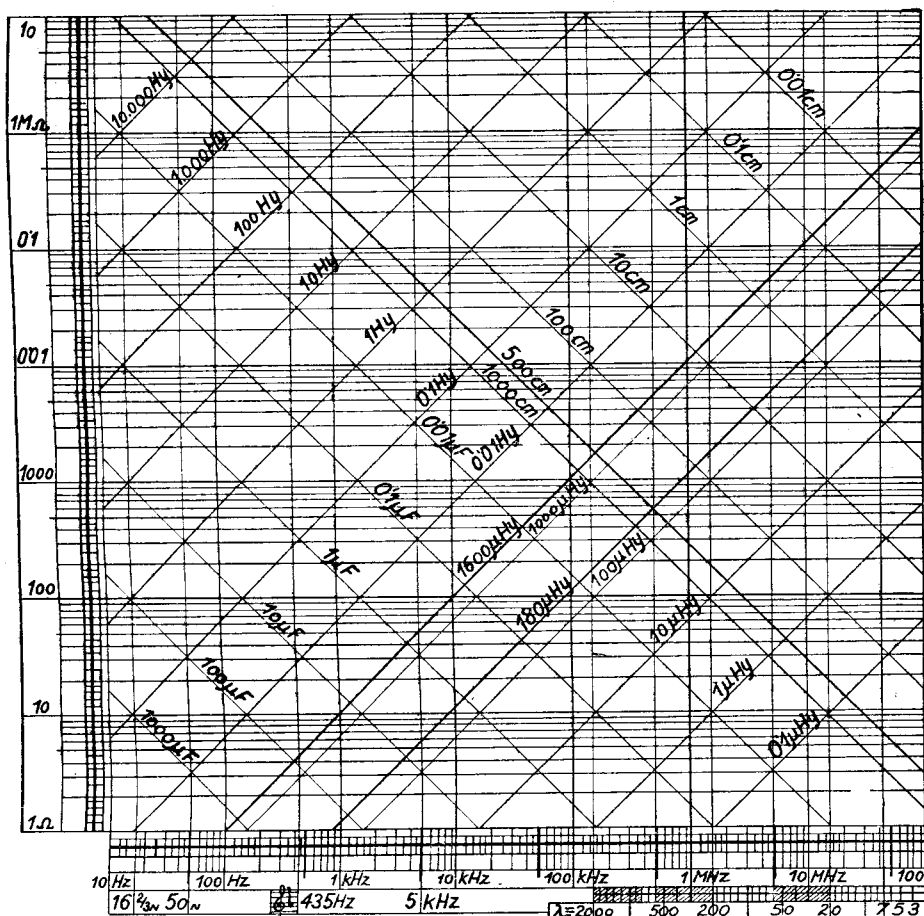 10
1MΩ
0'1
0'01
1000
100
10
1Ω
10.000Hy
1.000Hy
100Hy
10Hy
1Hy
0'1Hy
0'01Hy
1600μHy
1000μHy
180μHy
100μHy
10μHy
1μHy
0'1μHy
0'01cm
0'1cm
1cm
10cm
100cm
500cm
1000cm
0'01μF
0'1μF
1μF
10μF
100μF
1000μF
10 Hz 100 Hz 1 kHz 10 kHz 100 kHz 1 MHz 10 MHz 100
16 2/3~ 50~ 435Hz 5 kHz λ=2000 500 200 50 20 7 5 3